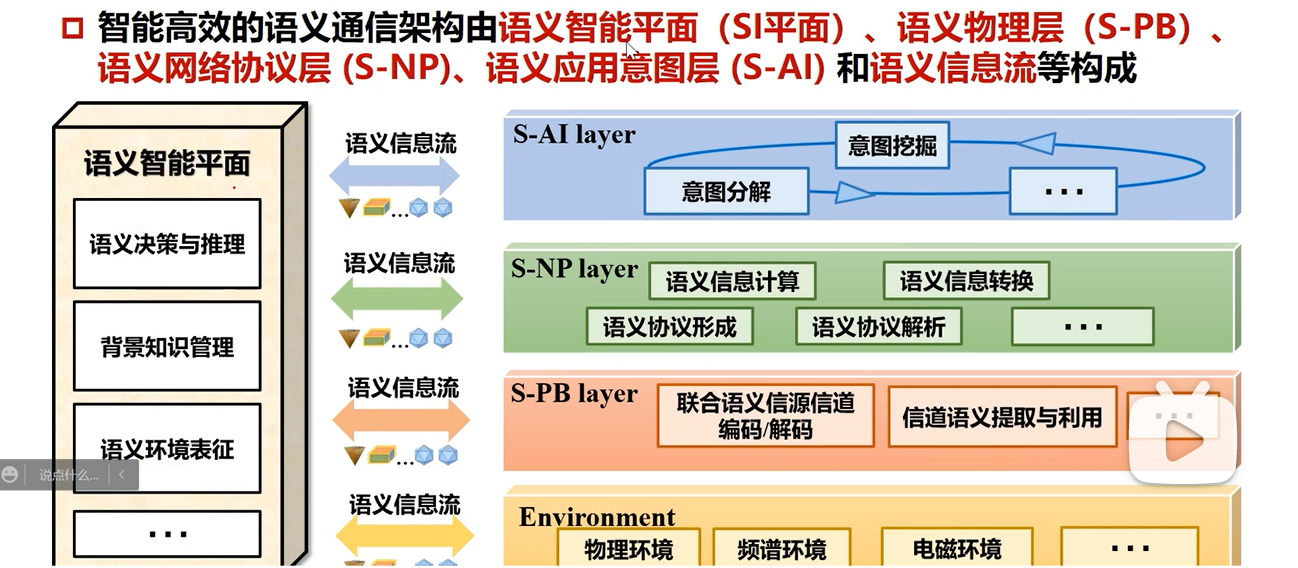 智能高效的语义通信架构由语义智能平面（SI平面）、语义物理层（S-PB）、
语义网络协议层 (S-NP)、语义应用意图层 (S-AI) 和语义信息流等构成
语义智能平面
语义决策与推理
背景知识管理
语义环境表征
...
说点什么...
语义信息流
...
语义信息流
...
语义信息流
...
语义信息流
...
S-AI layer
意图挖掘
意图分解
...
S-NP layer
语义信息计算
语义信息转换
语义协议形成
语义协议解析
...
S-PB layer
联合语义信源信道
编码/解码
信道语义提取与利用
...
Environment
物理环境
频谱环境
电磁环境
...